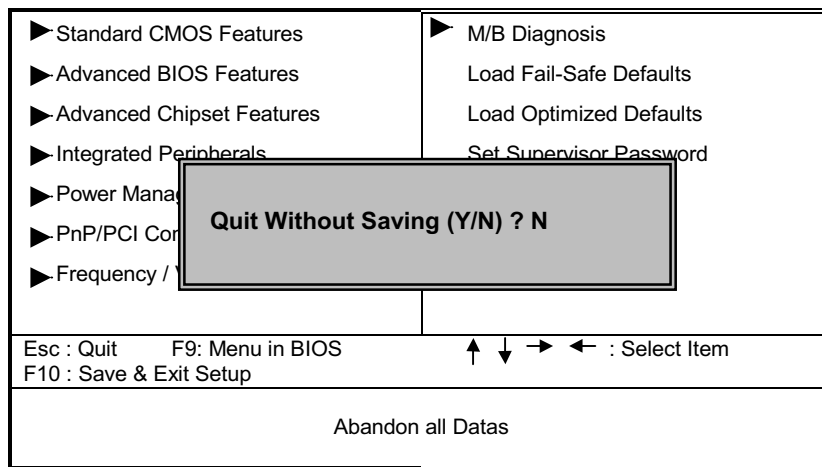 Standard CMOS Features
Advanced BIOS Features
Advanced Chipset Features
Integrated Peripherals
Power Manag
PnP/PCI Con
Frequency / V
M/B Diagnosis
Load Fail-Safe Defaults
Load Optimized Defaults
Set Supervisor Password
Quit Without Saving (Y/N) ? N
Esc : Quit F9: Menu in BIOS ↑ ↓ → ← : Select Item
F10 : Save & Exit Setup
Abandon all Datas